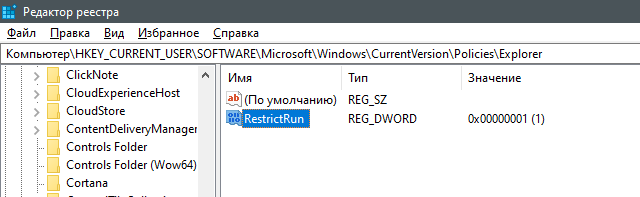 Редактор реестра
Файл Правка Вид Избранное Справка
Компьютер\HKEY_CURRENT_USER\SOFTWARE\Microsoft\Windows\CurrentVersion\Policies\Explorer
ClickNote
CloudExperienceHost
CloudStore
ContentDeliveryManager
Controls Folder
Controls Folder (Wow64)
Cortana
Имя Тип Значение
(По умолчанию) REG_SZ
RestrictRun REG_DWORD 0x00000001 (1)